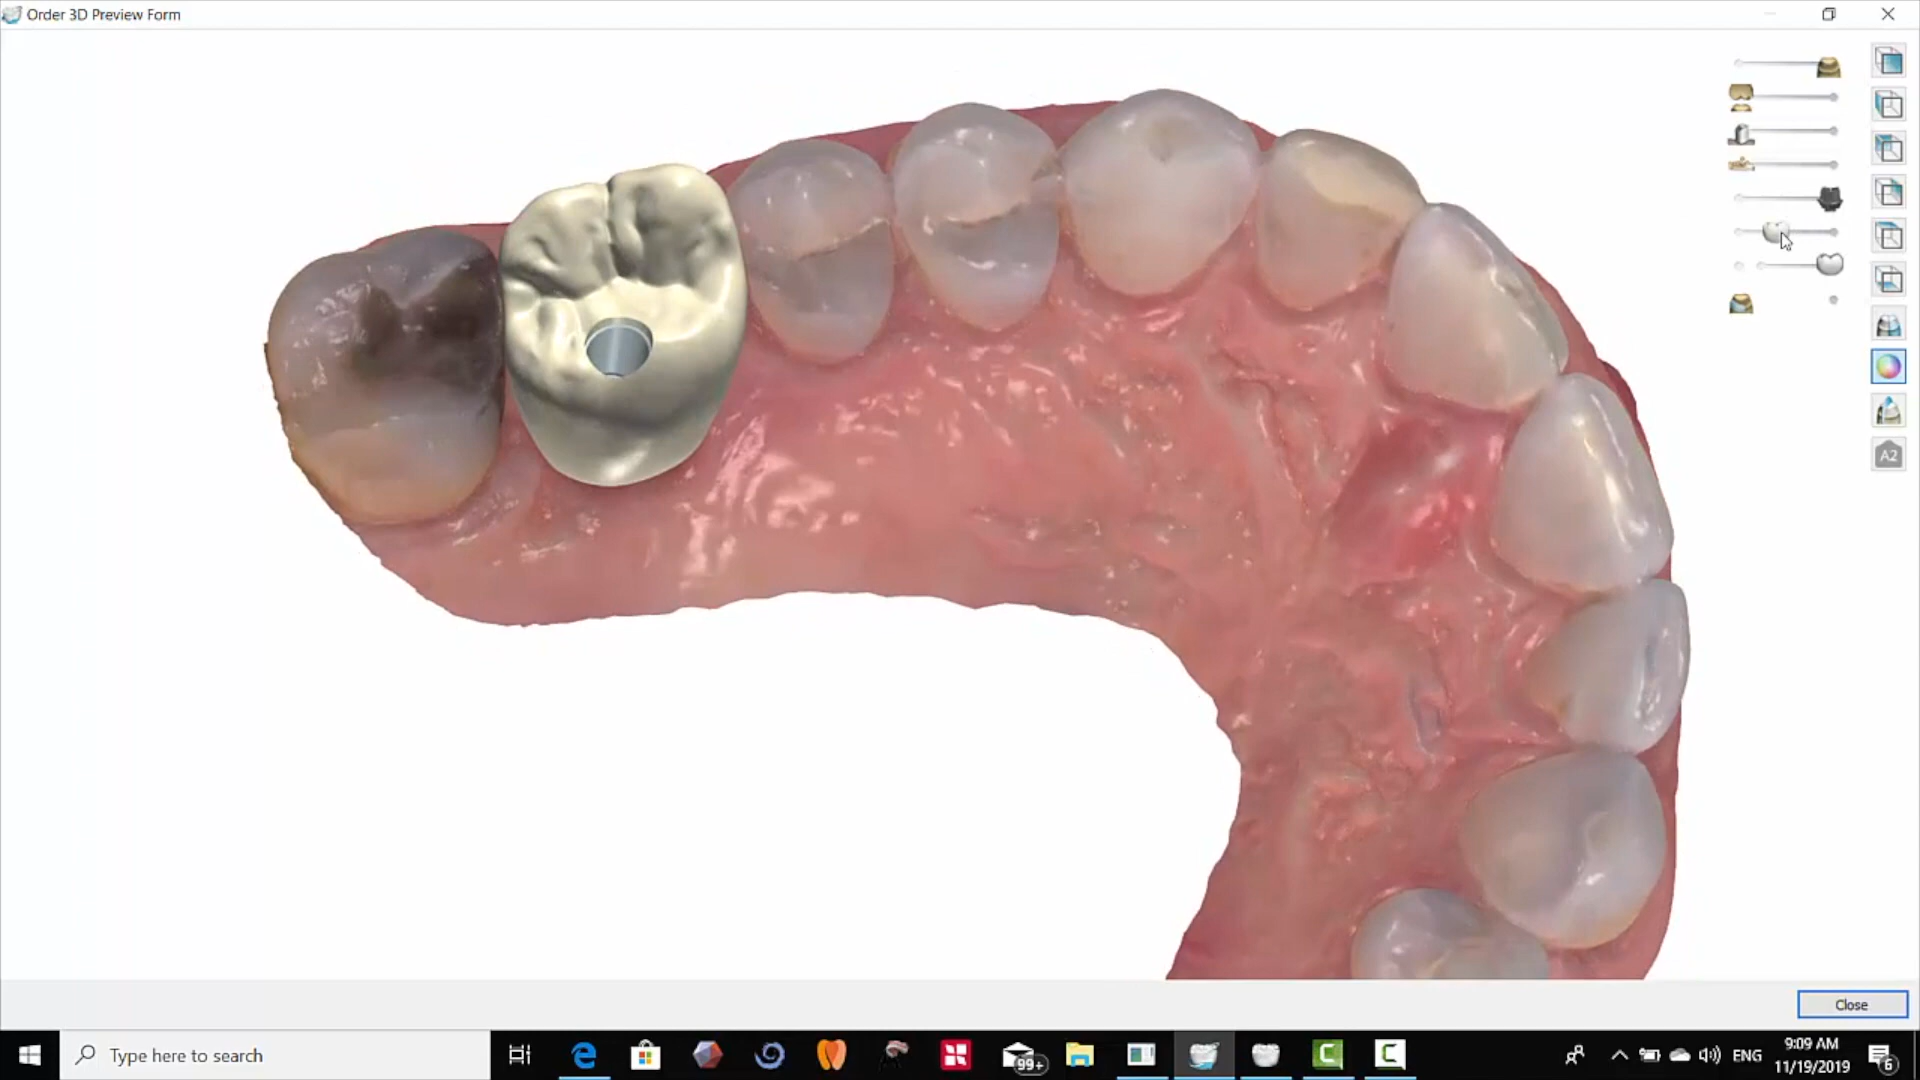 Order 3D Preview Form
A2
Close
Type here to search
99+
ENG
9:09 AM
11/19/2019
6